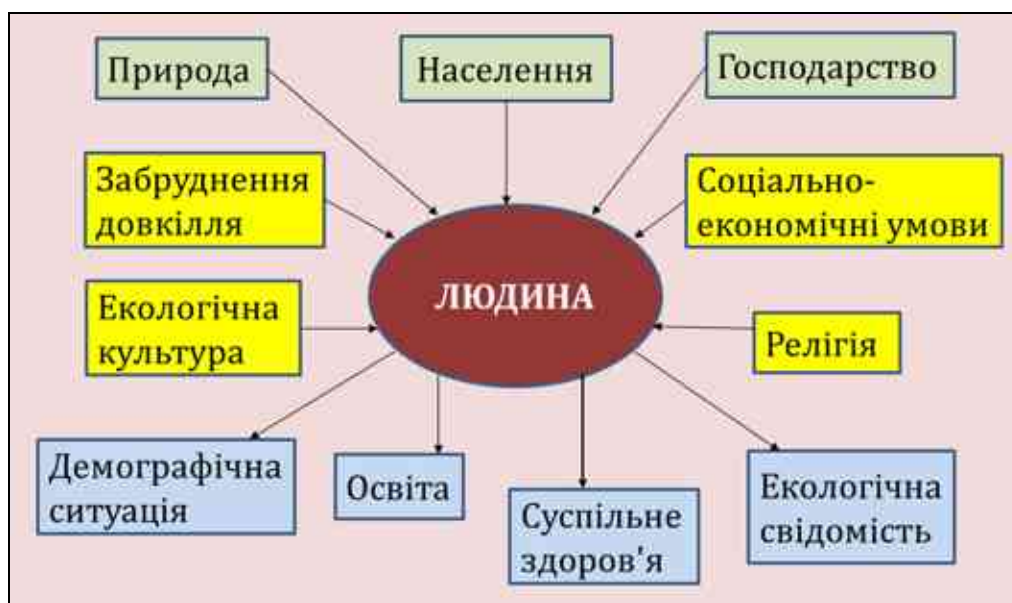 Природа
Населення
Господарство
Забруднення
довкілля
Соціально-
економічні умови
ЛЮДИНА
Екологічна
культура
Релігія
Демографічна
ситуація
Освіта
Суспільне
здоров'я
Екологічна
свідомість